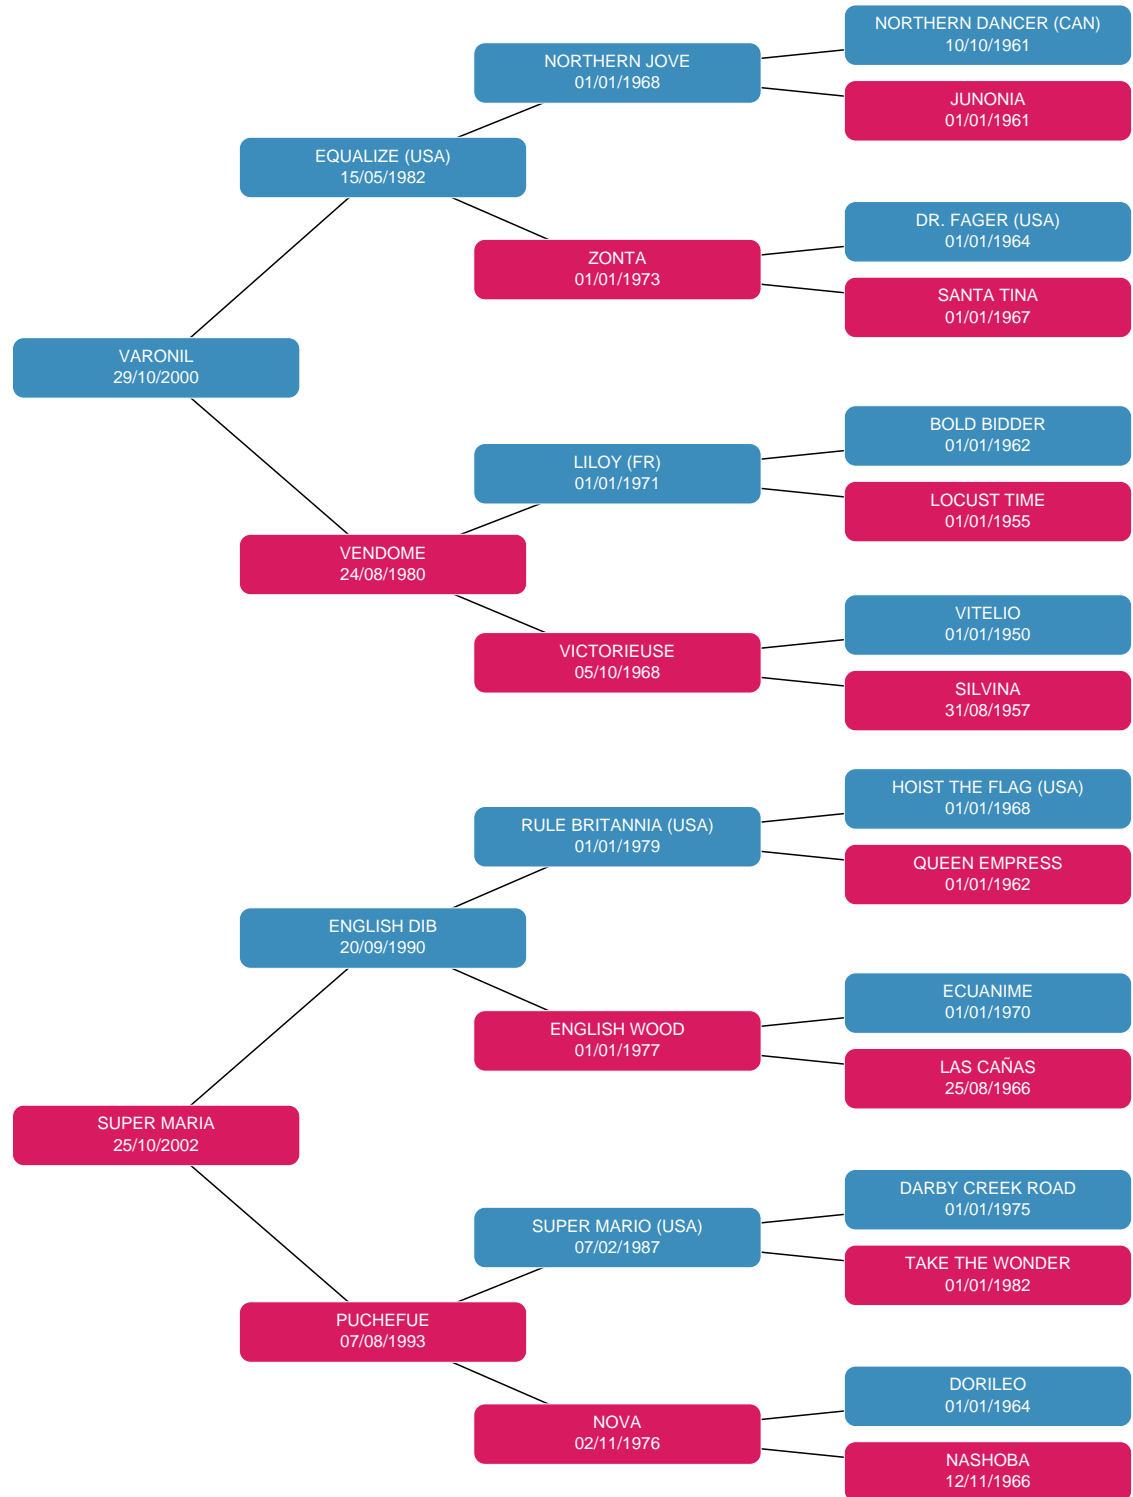 NORTHERN DANCER (CAN)
10/10/1961
NORTHERN JOVE
01/01/1968
JUNONIA
01/01/1961
EQUALIZE (USA)
15/05/1982
DR. FAGER (USA)
01/01/1964
ZONTA
01/01/1973
SANTA TINA
01/01/1967
VARONIL
29/10/2000
BOLD BIDDER
01/01/1962
LILOY (FR)
01/01/1971
LOCUST TIME
01/01/1955
VENDOME
24/08/1980
VITELIO
01/01/1950
VICTORIEUSE
05/10/1968
SILVINA
31/08/1957
HOIST THE FLAG (USA)
01/01/1968
RULE BRITANNIA (USA)
01/01/1979
QUEEN EMPRESS
01/01/1962
ENGLISH DIB
20/09/1990
ECUANIME
01/01/1970
ENGLISH WOOD
01/01/1977
LAS CAÑAS
25/08/1966
SUPER MARIA
25/10/2002
DARBY CREEK ROAD
01/01/1975
SUPER MARIO (USA)
07/02/1987
TAKE THE WONDER
01/01/1982
PUCHEFUE
07/08/1993
DORILEO
01/01/1964
NOVA
02/11/1976
NASHOBA
12/11/1966